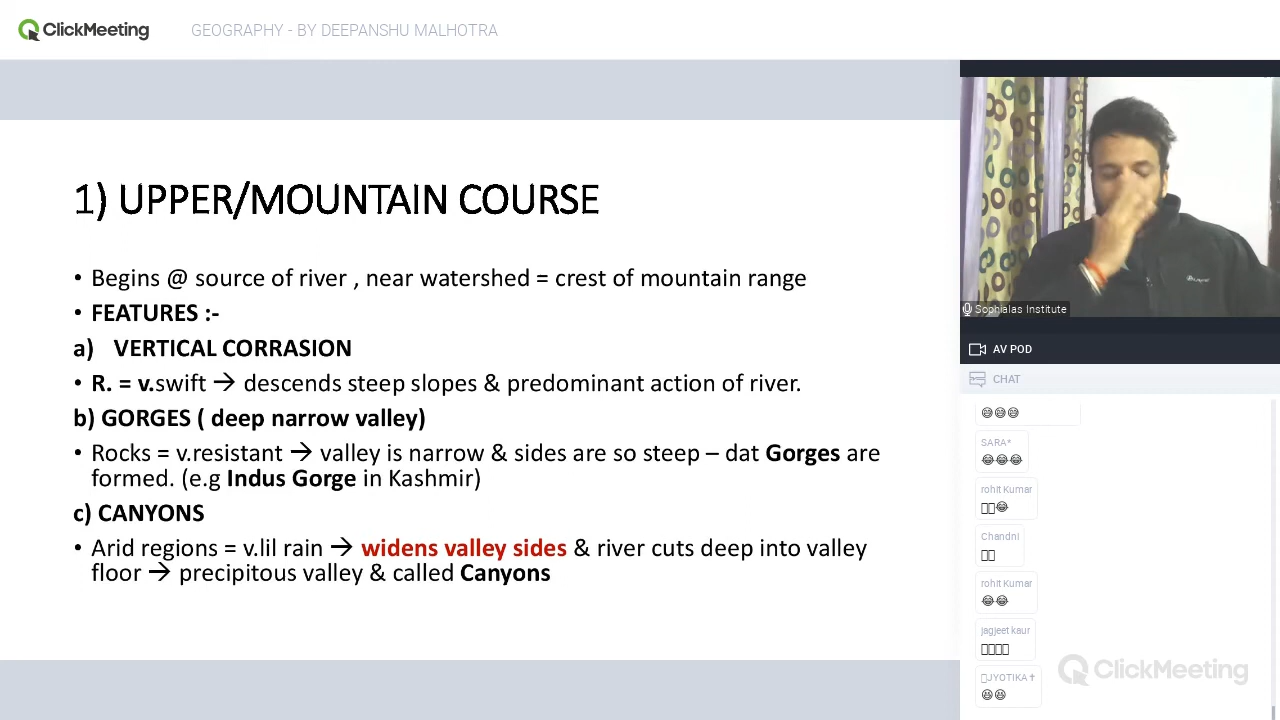 ClickMeeting
GEOGRAPHY - BY DEEPANSHU MALHOTRA
1) UPPER/MOUNTAIN COURSE
• Begins @ source of river , near watershed = crest of mountain range
• FEATURES :-
a) VERTICAL CORRASION
• R. = v.swift → descends steep slopes & predominant action of river.
b) GORGES ( deep narrow valley)
• Rocks = v.resistant → valley is narrow & sides are so steep – dat Gorges are
formed. (e.g Indus Gorge in Kashmir)
c) CANYONS
• Arid regions = v.lil rain → widens valley sides & river cuts deep into valley
floor → precipitous valley & called Canyons
Sophialas Institute
AV POD
CHAT
😅😅😅
SARA*
😂😂😂
rohit Kumar
▯▯😂
Chandni
▯▯
rohit Kumar
😂😂
jagjeet kaur
▯▯▯▯
▯JYOTIKA✝
😆😆
ClickMeeting